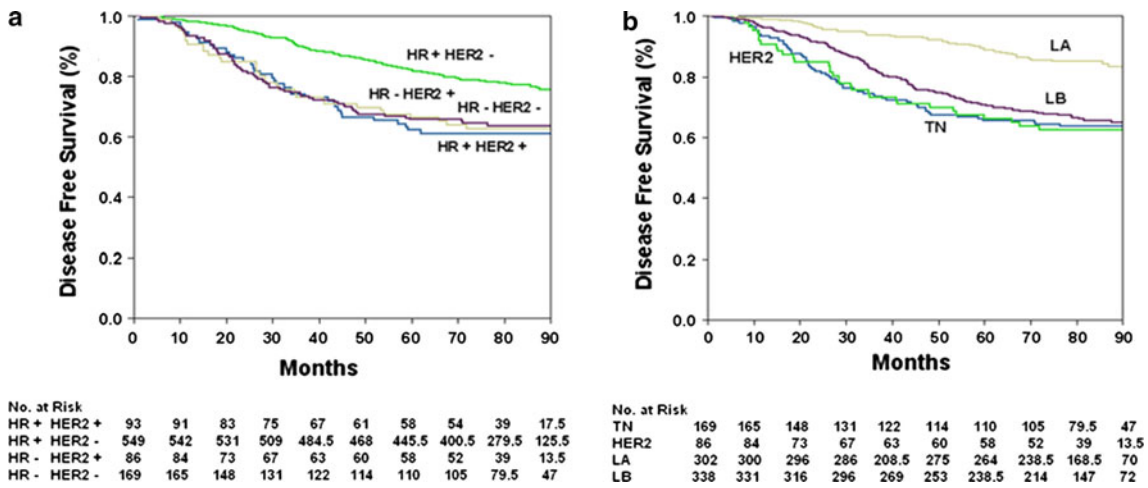 a
Disease Free Survival (%)
1.0
0.8
0.6
0.4
0.2
0.0
HR + HER2 -
HR - HER2 +
HR - HER2 -
HR + HER2 +
0 10 20 30 40 50 60 70 80 90
Months
No. at Risk
HR + HER2 + 93 91 83 75 67 61 58 54 39 17.5
HR + HER2 - 549 542 531 509 484.5 468 445.5 400.5 279.5 125.5
HR - HER2 + 86 84 73 67 63 60 58 52 39 13.5
HR - HER2 - 169 165 148 131 122 114 110 105 79.5 47
b
Disease Free Survival (%)
1.0
0.8
0.6
0.4
0.2
0.0
LA
HER2
LB
TN
0 10 20 30 40 50 60 70 80 90
Months
No. at Risk
TN 169 165 148 131 122 114 110 105 79.5 47
HER2 86 84 73 67 63 60 58 52 39 13.5
LA 302 300 296 286 208.5 275 264 238.5 168.5 70
LB 338 331 316 296 269 253 238.5 214 147 72